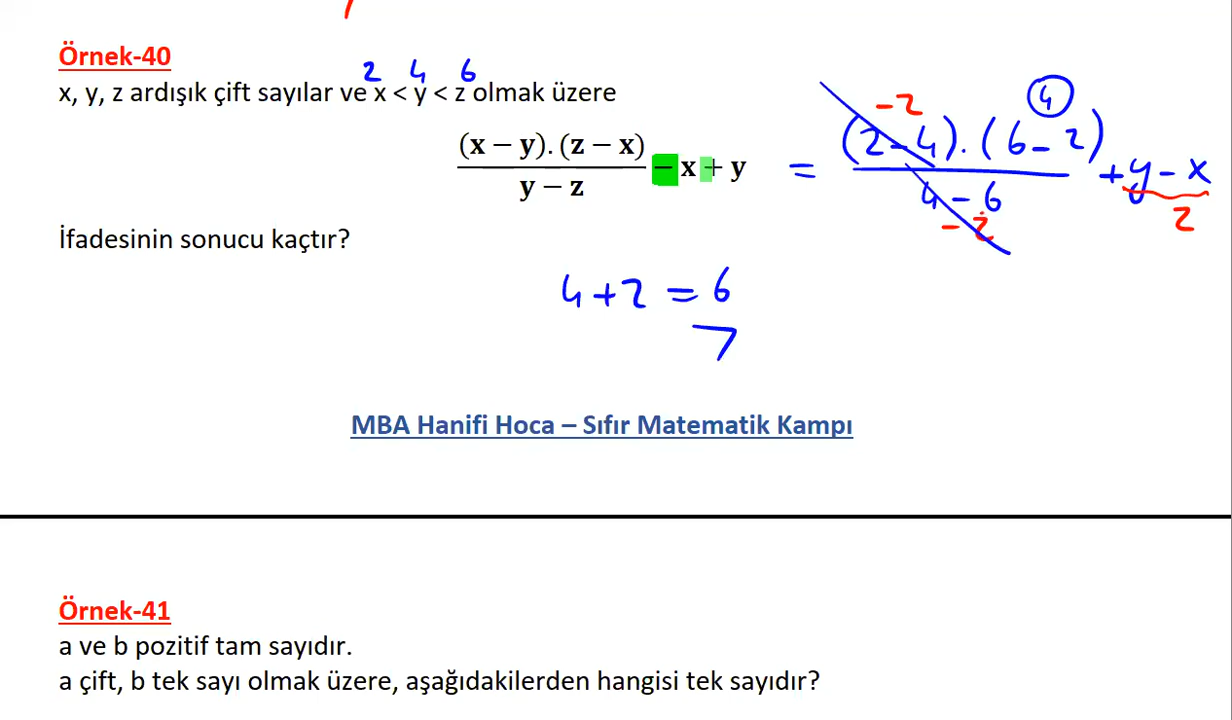 Örnek-40
2 4 6
x, y, z ardışık çift sayılar ve x < y < z olmak üzere
(x − y). (z − x)
y − z
− x + y
= (2 - 4) . (6 - 2)
4 - 6
+ y - x
-2
4
-2
2
İfadesinin sonucu kaçtır?
4 + 2 = 6
MBA Hanifi Hoca – Sıfır Matematik Kampı
Örnek-41
a ve b pozitif tam sayıdır.
a çift, b tek sayı olmak üzere, aşağıdakilerden hangisi tek sayıdır?